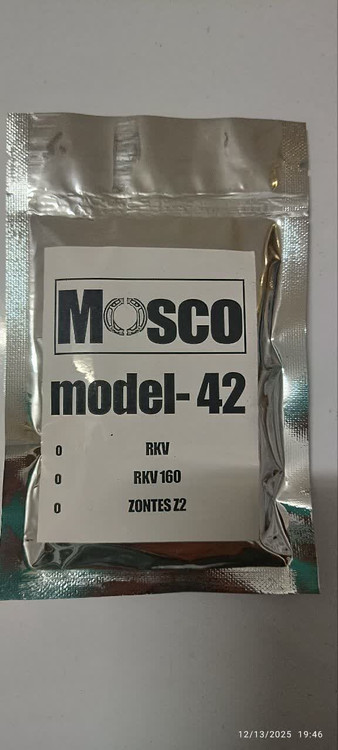 Mosco
model- 42
0 RKV
0 RKV 160
0 ZONTES Z2
12/13/2025 19:46